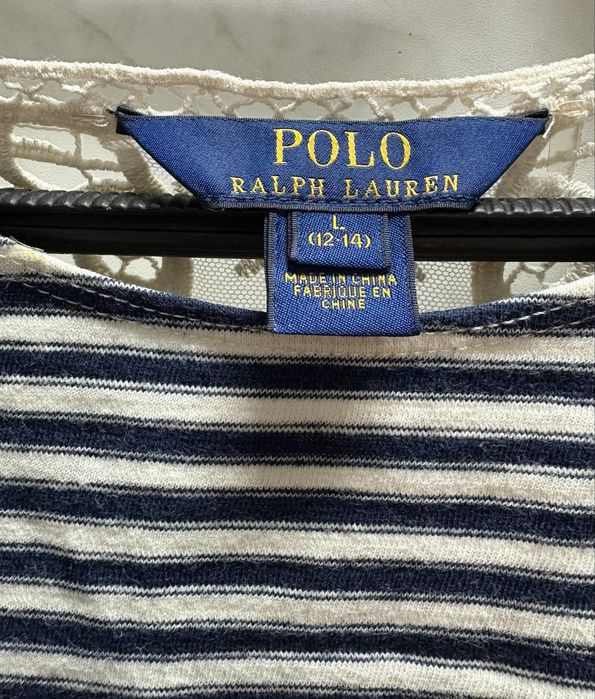 POLO
RALPH LAUREN
L
(12-14)
MADE IN CHINA
FABRIQUE EN
CHINE